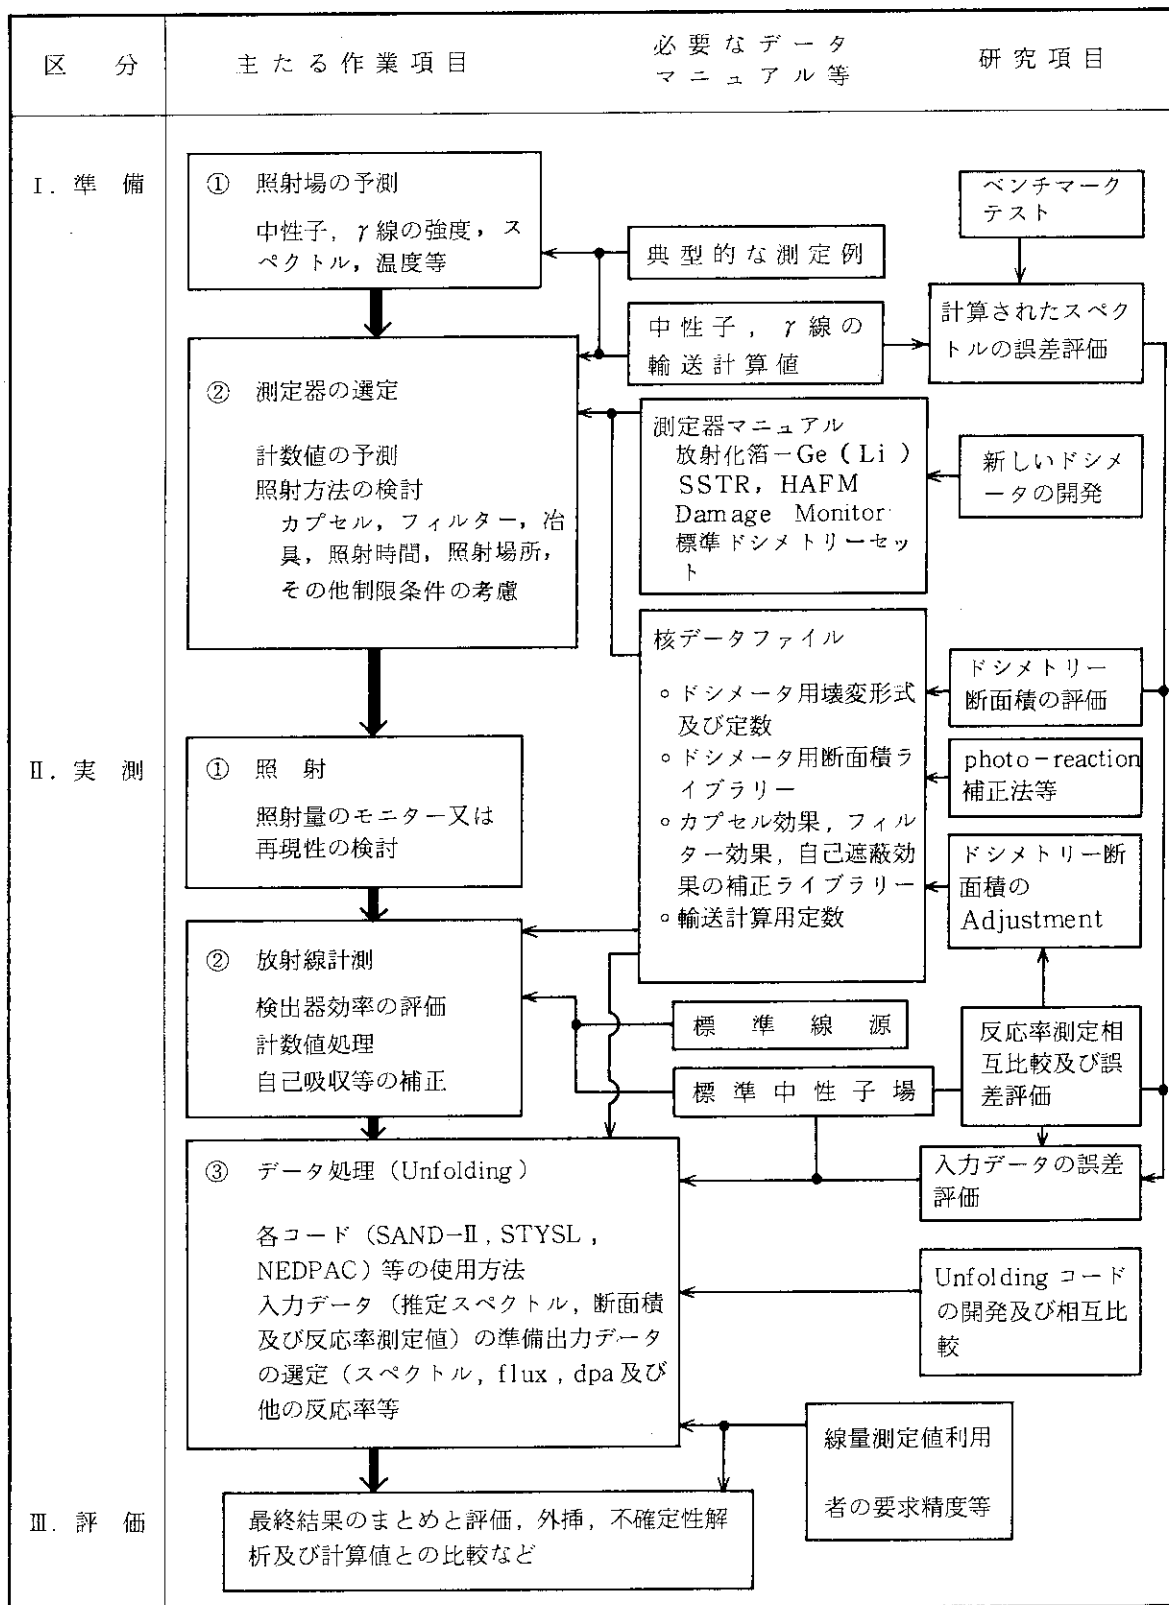 区 分
主たる作業項目
必要なデータ
マニュアル等
研究項目
Ⅰ. 準 備
① 照射場の予測
中性子, γ線の強度, ス
ペクトル, 温度等
典型的な測定例
中性子, γ線の
輸送計算値
ベンチマーク
テスト
計算されたスペク
トルの誤差評価
② 測定器の選定
計数値の予測
照射方法の検討
カプセル, フィルター, 冶
具, 照射時間, 照射場所,
その他制限条件の考慮
測定器マニュアル
放射化箔-Ge(Li)
SSTR, HAFM
Damage Monitor
標準ドシメトリーセッ
ト
新しいドシメ
ータの開発
核データファイル
○ドシメータ用壊変形式
及び定数
○ドシメータ用断面積ラ
イブラリー
○カプセル効果, フィル
ター効果, 自己遮蔽効
果の補正ライブラリー
○輸送計算用定数
ドシメトリー
断面積の評価
photo-reaction
補正法等
ドシメトリー断
面積の
Adjustment
Ⅱ. 実 測
① 照 射
照射量のモニター又は
再現性の検討
② 放射線計測
検出器効率の評価
計数値処理
自己吸収等の補正
標準線源
標準中性子場
反応率測定相
互比較及び誤
差評価
入力データの誤差
評価
③ データ処理(Unfolding)
各コード(SAND-Ⅱ, STYSL,
NEDPAC)等の使用方法
入力データ(推定スペクトル, 断面積
及び反応率測定値)の準備出力データ
の選定(スペクトル, flux, dpa及び
他の反応率等
Unfoldingコード
の開発及び相互比
較
線量測定値利用
者の要求精度等
Ⅲ. 評 価
最終結果のまとめと評価, 外挿, 不確定性解
析及び計算値との比較など